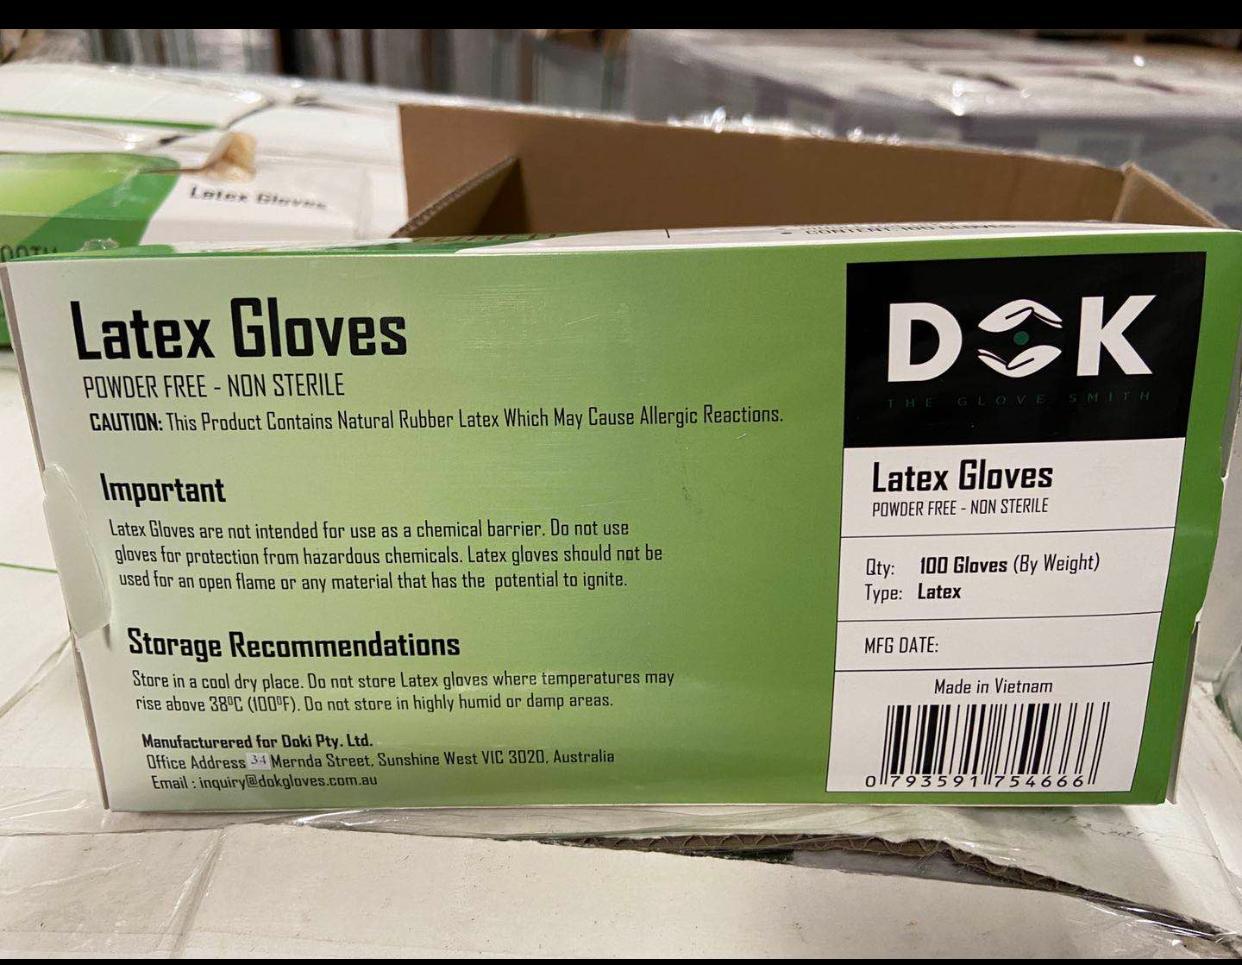 Latex Gloves
Latex Gloves
POWDER FREE - NON STERILE
CAUTION: This Product Contains Natural Rubber Latex Which May Cause Allergic Reactions.
Important
Latex Gloves are not intended for use as a chemical barrier. Do not use
gloves for protection from hazardous chemicals. Latex gloves should not be
used for an open flame or any material that has the potential to ignite.
Storage Recommendations
Store in a cool dry place. Do not store Latex gloves where temperatures may
rise above 38ºC (100ºF). Do not store in highly humid or damp areas.
Manufacturered for Doki Pty. Ltd.
Office Address 34 Mernda Street, Sunshine West VIC 3020, Australia
Email : inquiry@dokgloves.com.au
DOK
THE GLOVE SMITH
Latex Gloves
POWDER FREE - NON STERILE
Qty: 100 Gloves (By Weight)
Type: Latex
MFG DATE:
Made in Vietnam
0 793591 754666